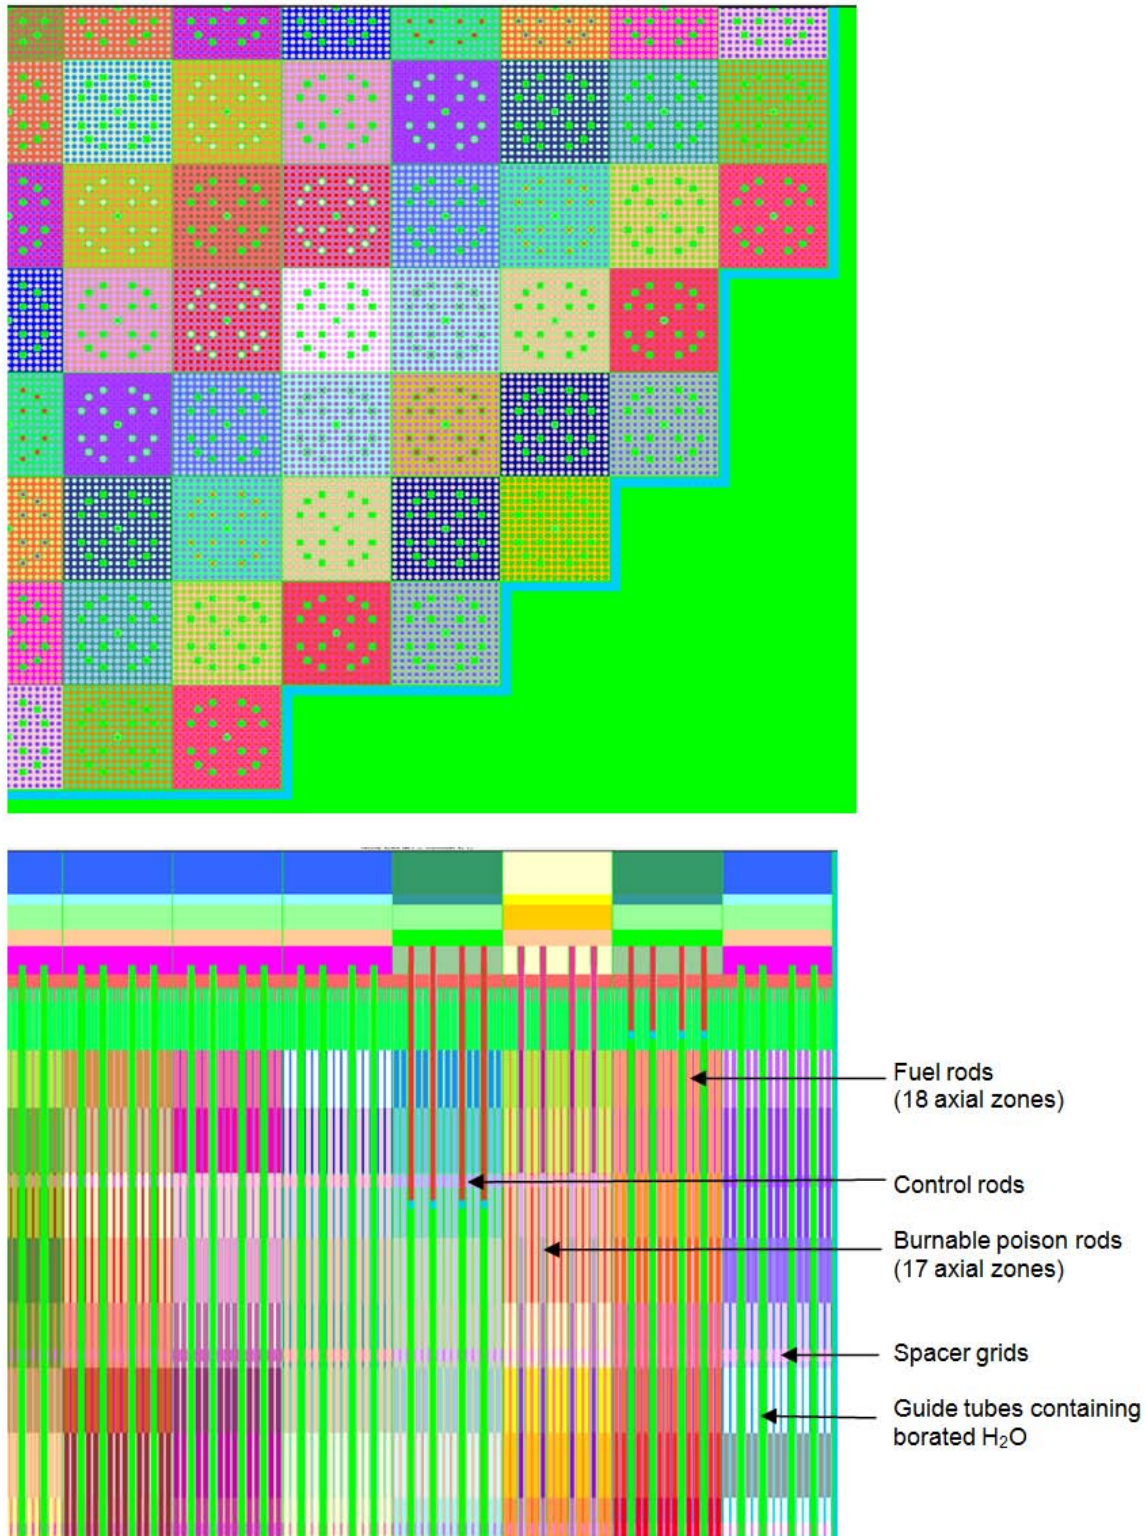 Fuel rods
(18 axial zones)
Control rods
Burnable poison rods
(17 axial zones)
Spacer grids
Guide tubes containing
borated H₂O